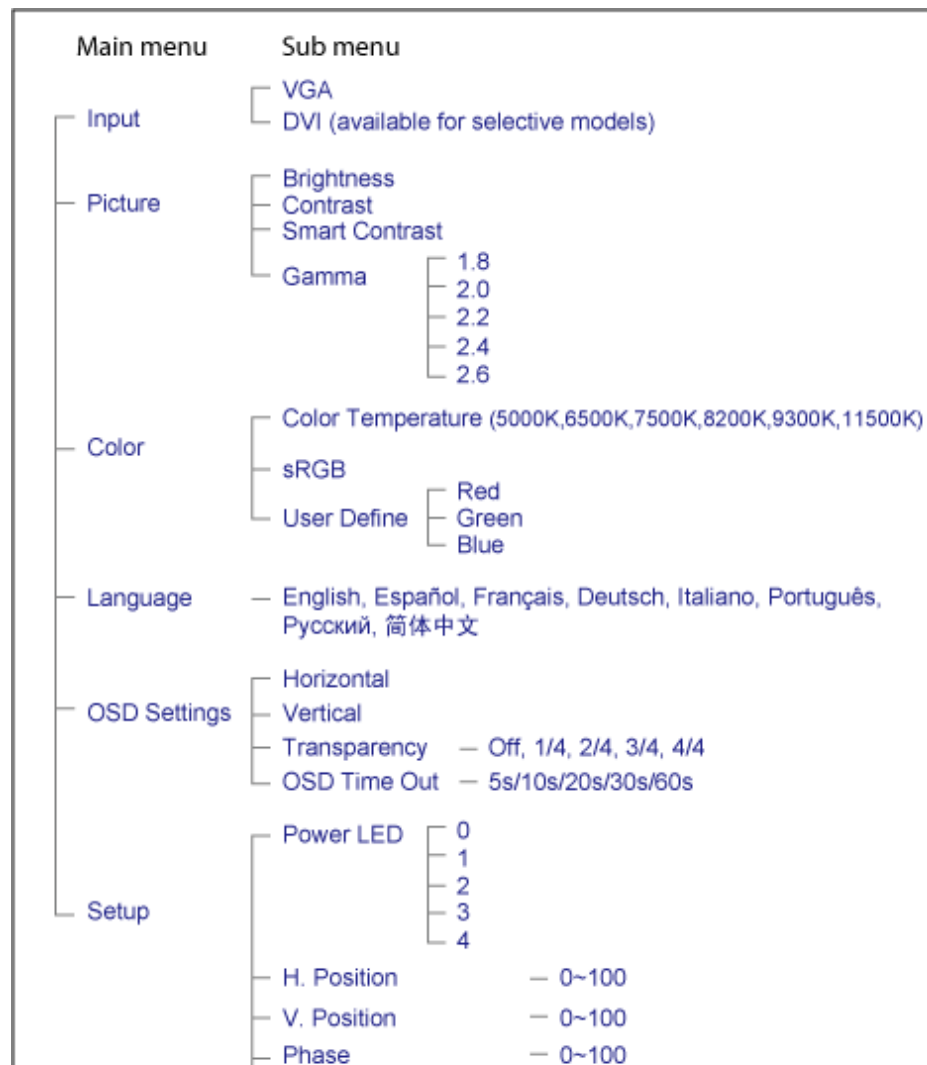 Main menu Sub menu
VGA
Input
DVI (available for selective models)
Brightness
Picture
Contrast
Smart Contrast
Gamma 1.8
2.0
2.2
2.4
2.6
Color Temperature (5000K,6500K,7500K,8200K,9300K,11500K)
Color
sRGB
Red
User Define Green
Blue
Language English, Español, Français, Deutsch, Italiano, Português,
Русский, 简体中文
Horizontal
OSD Settings Vertical
Transparency Off, 1/4, 2/4, 3/4, 4/4
OSD Time Out 5s/10s/20s/30s/60s
Power LED 0
1
2
Setup 3
4
H. Position 0~100
V. Position 0~100
Phase 0~100